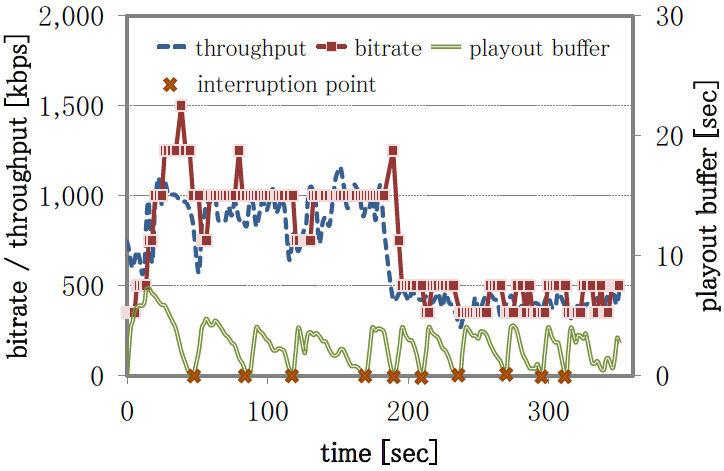 2,000
1,500
1,000
500
0
bitrate / throughput [kbps]
throughput bitrate playout buffer
interruption point
30
20
10
0
playout buffer [sec]
0 100 200 300
time [sec]